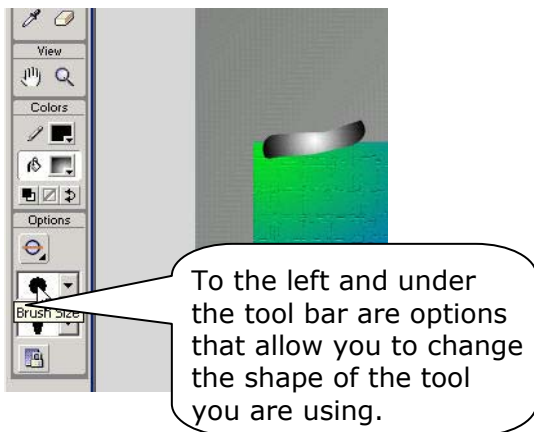 View
Colors
Options
Brush Size
To the left and under
the tool bar are options
that allow you to change
the shape of the tool
you are using.